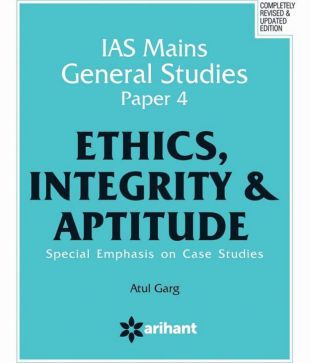 COMPLETELY
REVISED &
UPDATED
EDITION
IAS Mains
General Studies
Paper 4
ETHICS,
INTEGRITY &
APTITUDE
Special Emphasis on Case Studies
Atul Garg
arihant